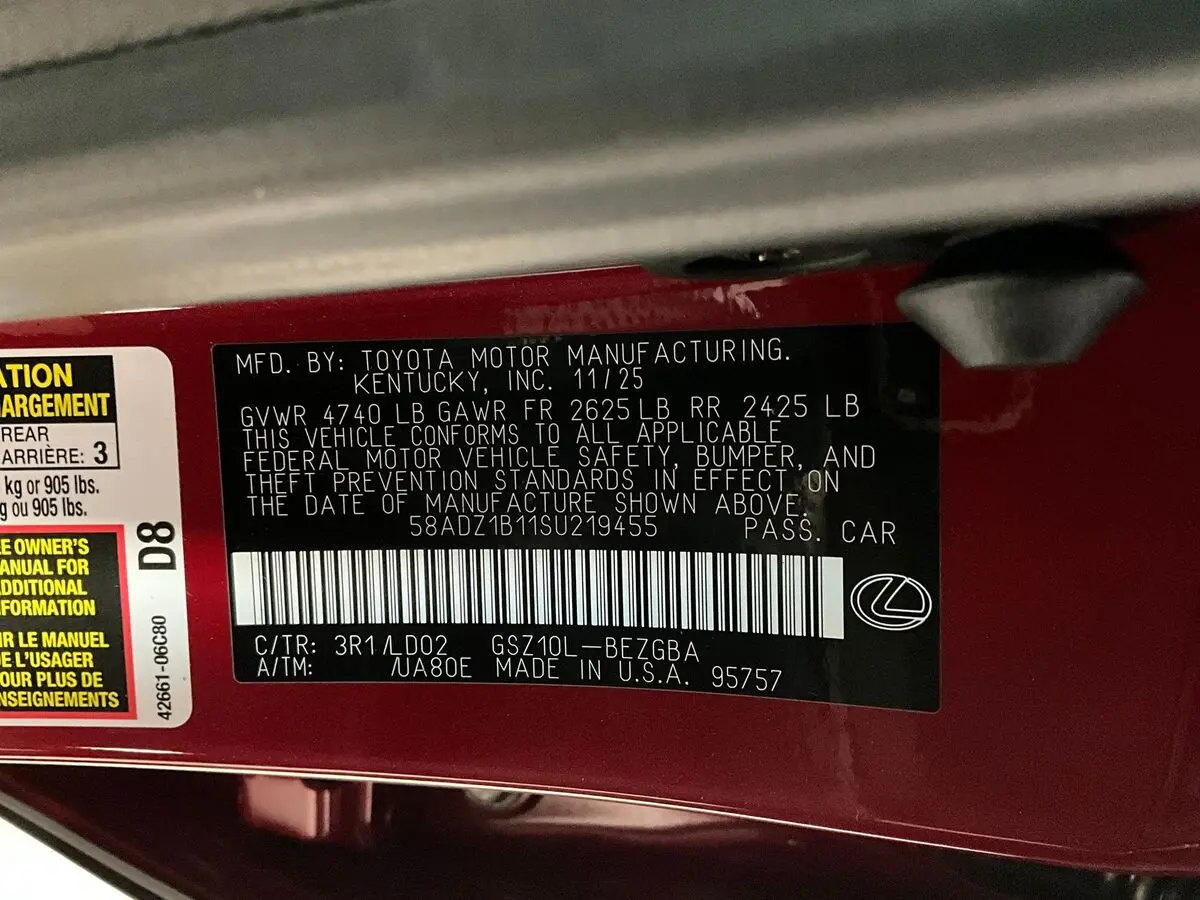 ATION
ARGEMENT
REAR
ARRIÈRE: 3
kg or 905 lbs.
g ou 905 lbs.
E OWNER'S
ANUAL FOR
DDITIONAL
FORMATION
IR LE MANUEL
E L'USAGER
OUR PLUS DE
NSEIGNEMENTS
D8
42661-06C80
MFD. BY: TOYOTA MOTOR MANUFACTURING.
KENTUCKY, INC. 11/25
GVWR 4740 LB GAWR FR 2625 LB RR 2425 LB
THIS VEHICLE CONFORMS TO ALL APPLICABLE
FEDERAL MOTOR VEHICLE SAFETY, BUMPER, AND
THEFT PREVENTION STANDARDS IN EFFECT ON
THE DATE OF MANUFACTURE SHOWN ABOVE.
58ADZ1B11SU219455 PASS. CAR
C/TR: 3R1/LD02 GSZ10L-BEZGBA
A/TM: /UA80E MADE IN U.S.A. 95757